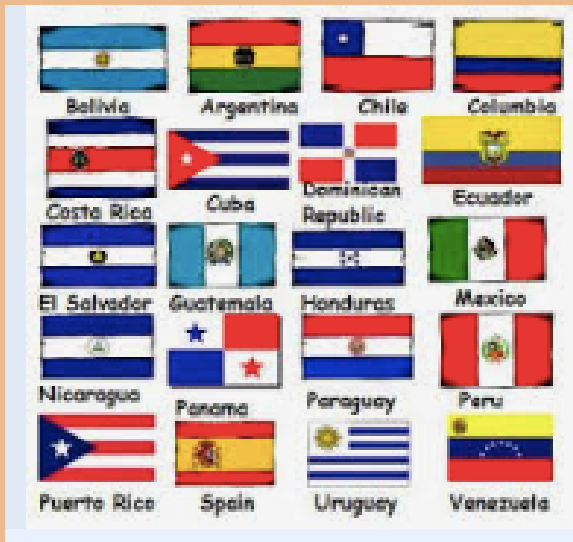 Bolivia Argentina Chile Columbia
Costa Rica Cuba Dominican Republic Ecuador
El Salvador Guatemala Honduras Mexico
Nicaragua Panama Paraguay Peru
Puerto Rico Spain Uruguay Venezuela